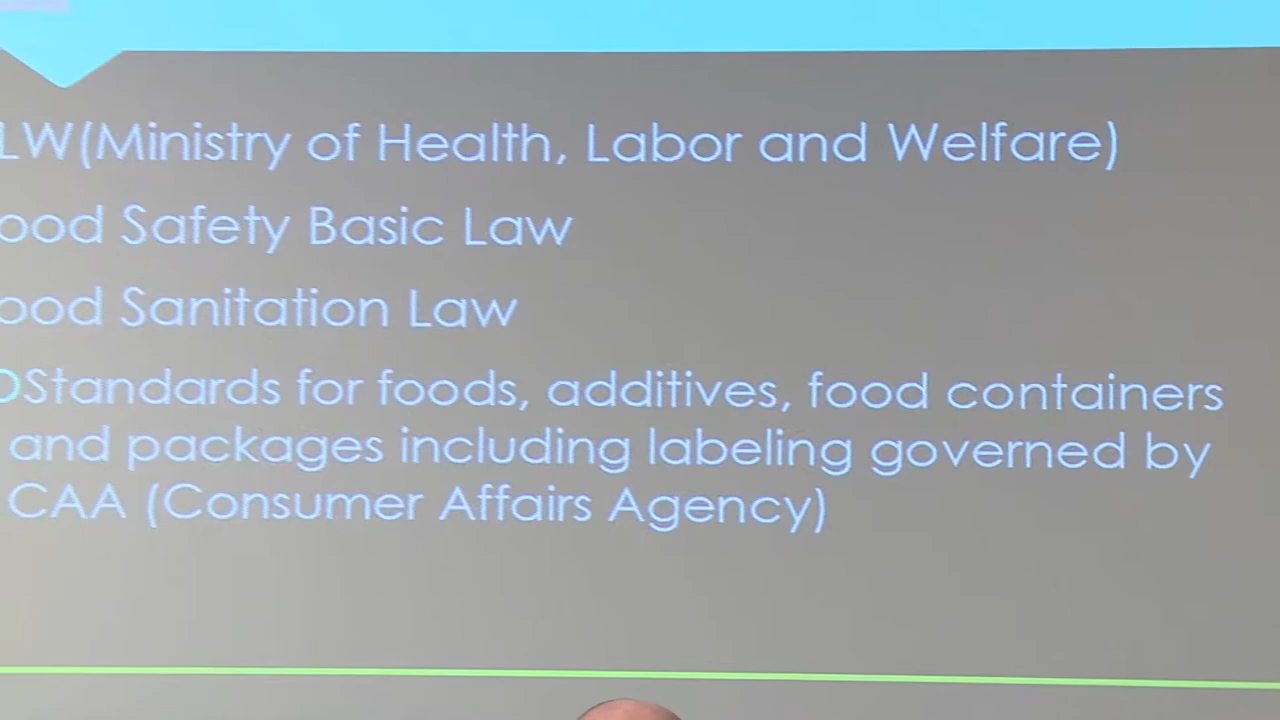 LW(Ministry of Health, Labor and Welfare)
ood Safety Basic Law
ood Sanitation Law
Standards for foods, additives, food containers
and packages including labeling governed by
CAA (Consumer Affairs Agency)